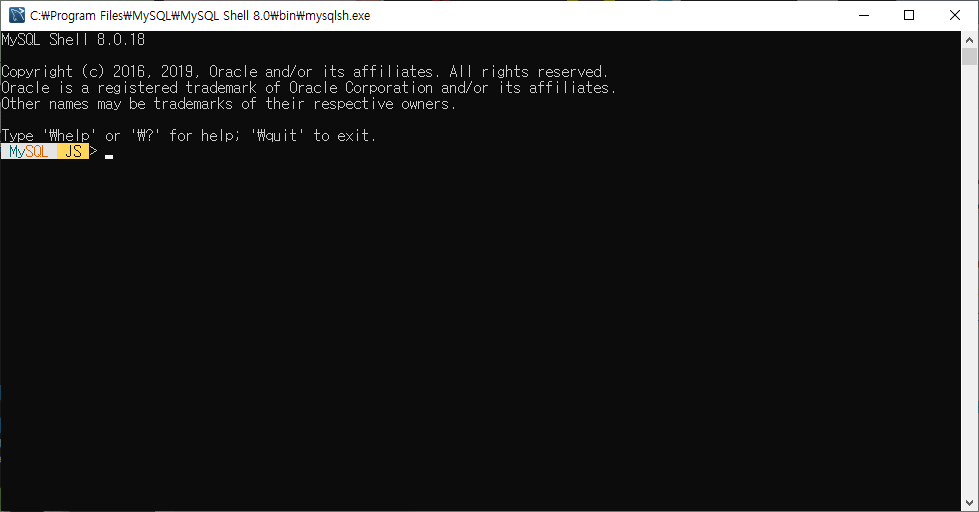 C:₩Program Files₩MySQL₩MySQL Shell 8.0₩bin₩mysqlsh.exe
MySQL Shell 8.0.18
Copyright (c) 2016, 2019, Oracle and/or its affiliates. All rights reserved.
Oracle is a registered trademark of Oracle Corporation and/or its affiliates.
Other names may be trademarks of their respective owners.
Type '₩help' or '₩?' for help; '₩quit' to exit.
MySQL JS >